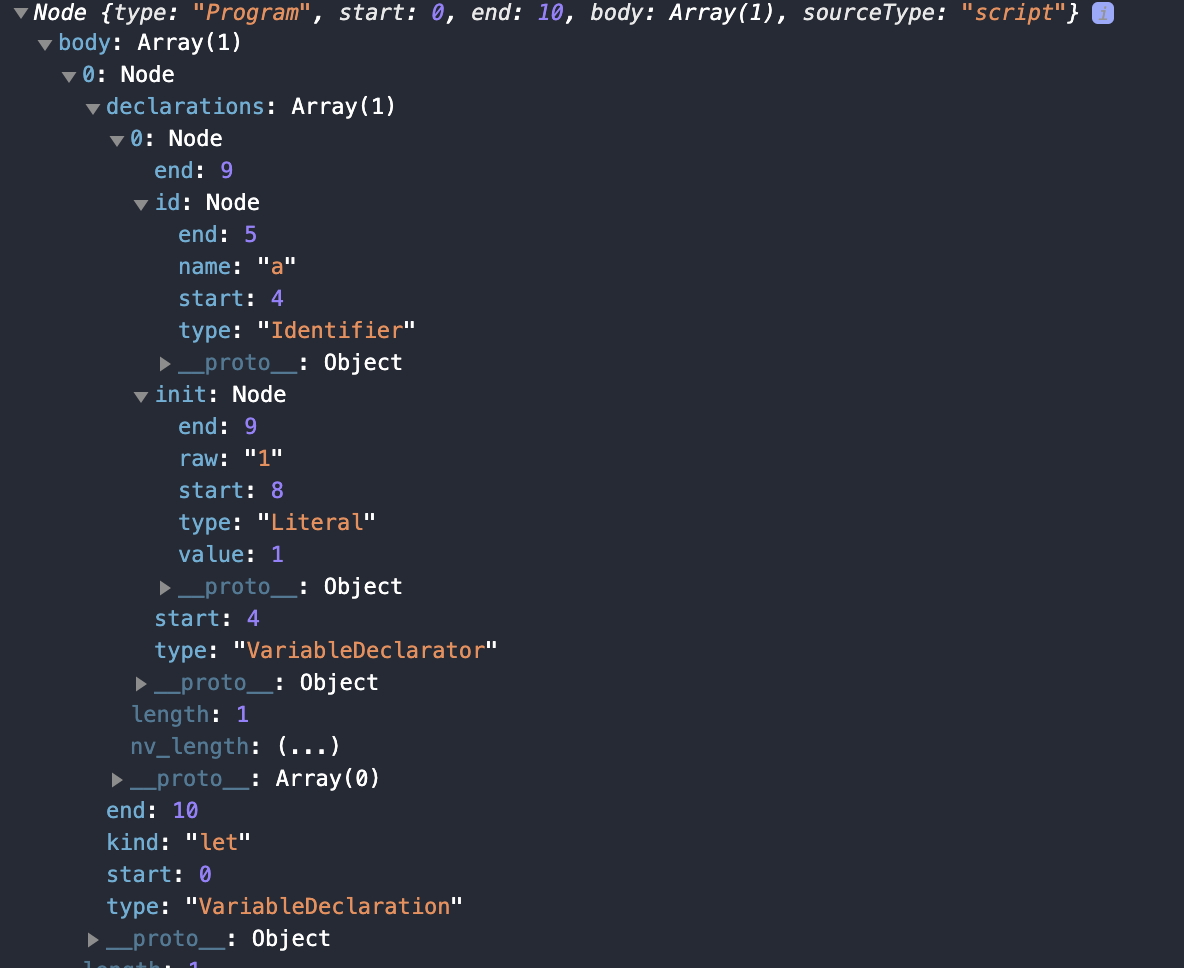 Node {type: "Program", start: 0, end: 10, body: Array(1), sourceType: "script"} i
body: Array(1)
0: Node
declarations: Array(1)
0: Node
end: 9
id: Node
end: 5
name: "a"
start: 4
type: "Identifier"
__proto__: Object
init: Node
end: 9
raw: "1"
start: 8
type: "Literal"
value: 1
__proto__: Object
start: 4
type: "VariableDeclarator"
__proto__: Object
length: 1
nv_length: (...)
__proto__: Array(0)
end: 10
kind: "let"
start: 0
type: "VariableDeclaration"
__proto__: Object
length: 1